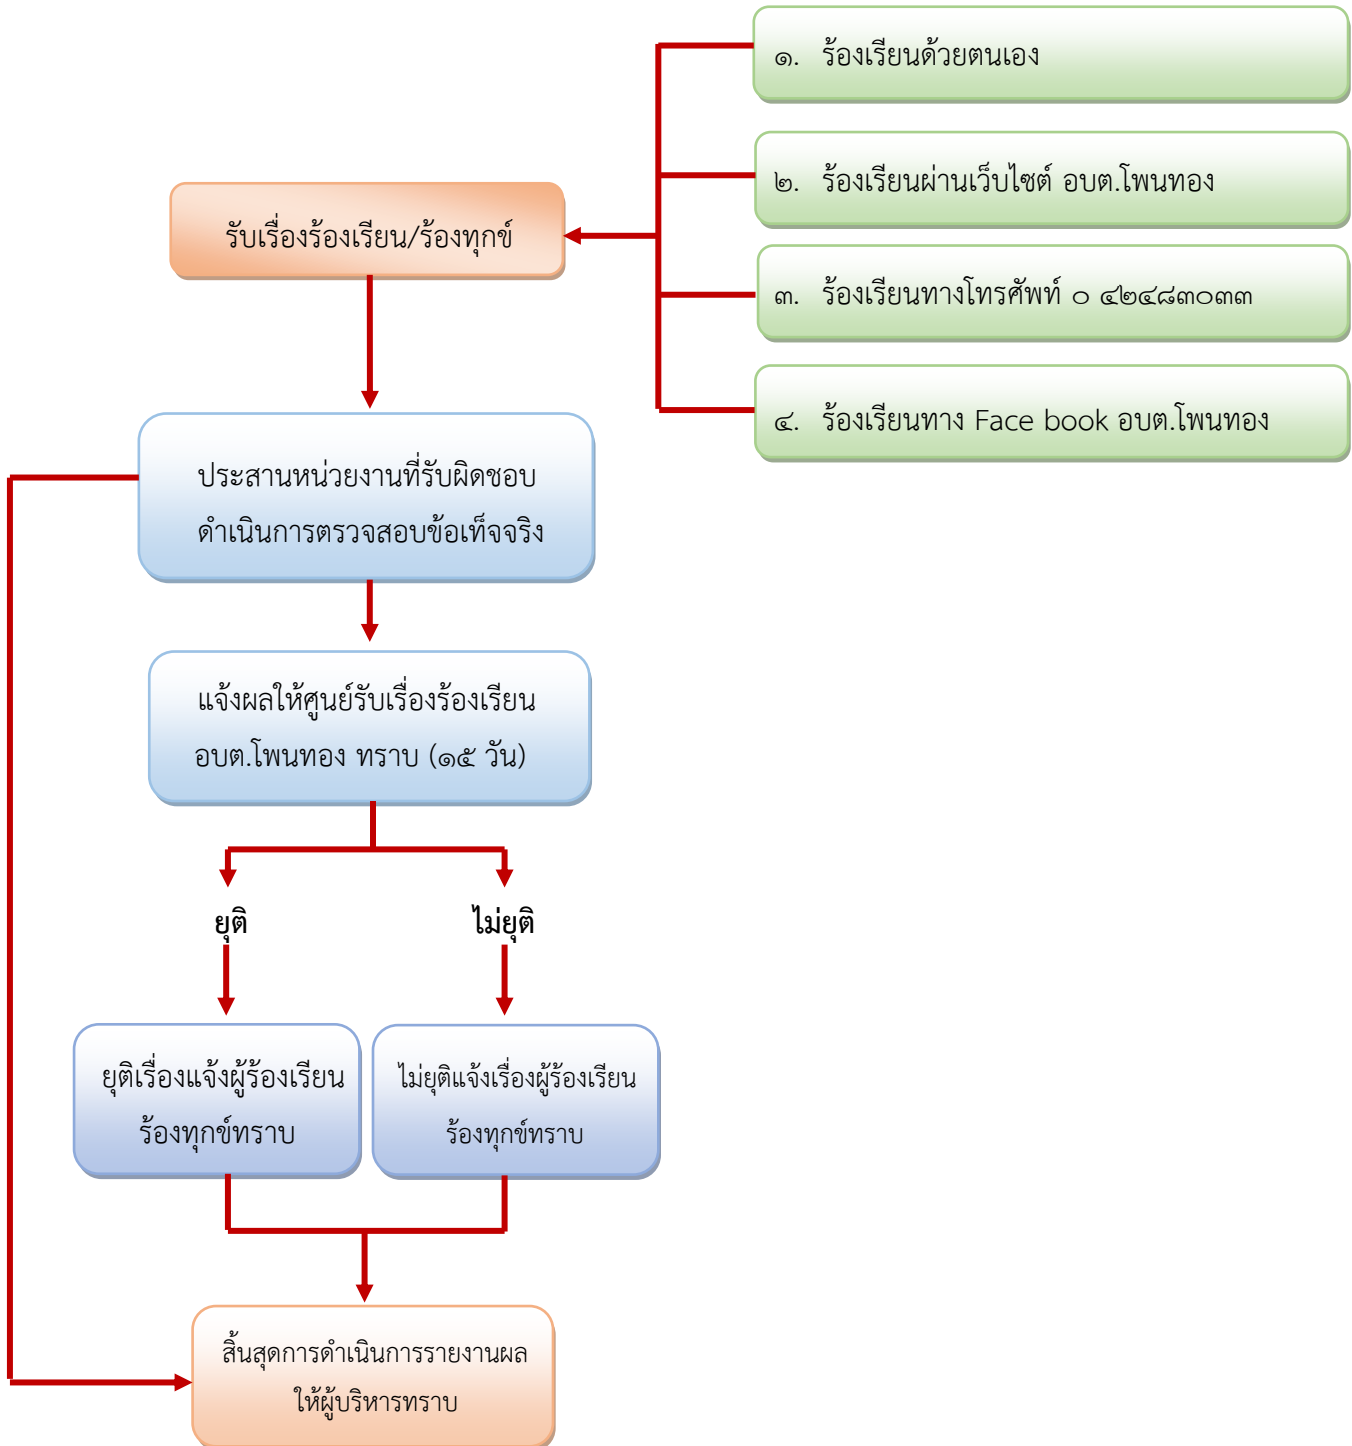 ๑. ร้องเรียนด้วยตนเอง
๒. ร้องเรียนผ่านเว็บไซต์ อบต.โพนทอง
รับเรื่องร้องเรียน/ร้องทุกข์
๓. ร้องเรียนทางโทรศัพท์ ๐ ๔๒๔๘๓๐๓๓
๔. ร้องเรียนทาง Face book อบต.โพนทอง
ประสานหน่วยงานที่รับผิดชอบ
ดำเนินการตรวจสอบข้อเท็จจริง
แจ้งผลให้ศูนย์รับเรื่องร้องเรียน
อบต.โพนทอง ทราบ (๑๕ วัน)
ยุติ
ไม่ยุติ
ยุติเรื่องแจ้งผู้ร้องเรียน
ร้องทุกข์ทราบ
ไม่ยุติแจ้งเรื่องผู้ร้องเรียน
ร้องทุกข์ทราบ
สิ้นสุดการดำเนินการรายงานผล
ให้ผู้บริหารทราบ